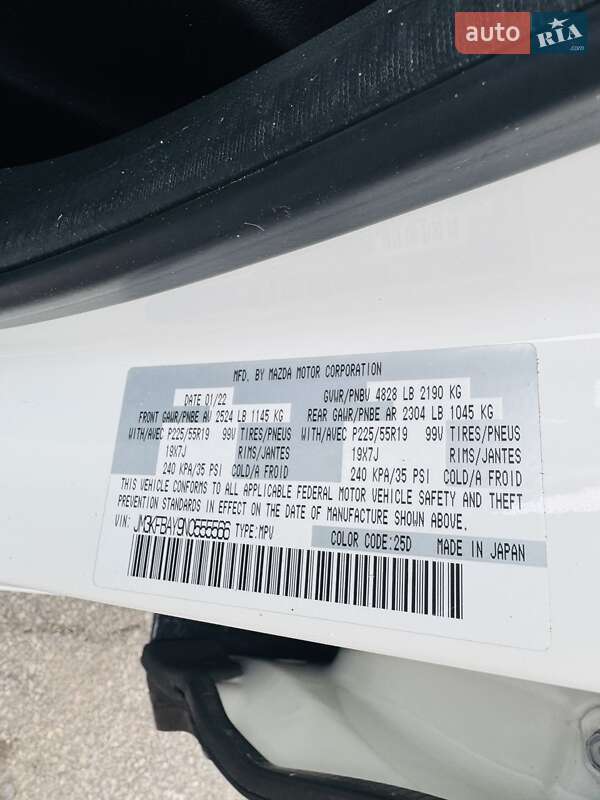 auto RIA .com
MFD. BY MAZDA MOTOR CORPORATION
DATE 01/22 GVWR/PNBV 4828 LB 2190 KG
FRONT GAWR/PNBE AV 2524 LB 1145 KG REAR GAWR/PNBE AR 2304 LB 1045 KG
WITH/AVEC P225/55R19 99V TIRES/PNEUS WITH/AVEC P225/55R19 99V TIRES/PNEUS
19X7J RIMS/JANTES 19X7J RIMS/JANTES
240 KPA/35 PSI COLD/A FROID 240 KPA/35 PSI COLD/A FROID
THIS VEHICLE CONFORMS TO ALL APPLICABLE FEDERAL MOTOR VEHICLE SAFETY AND THEFT
PREVENTION STANDARDS IN EFFECT ON THE DATE OF MANUFACTURE SHOWN ABOVE.
VIN: JM3KFB4Y9N0555566 TYPE:MPV COLOR CODE:25D MADE IN JAPAN